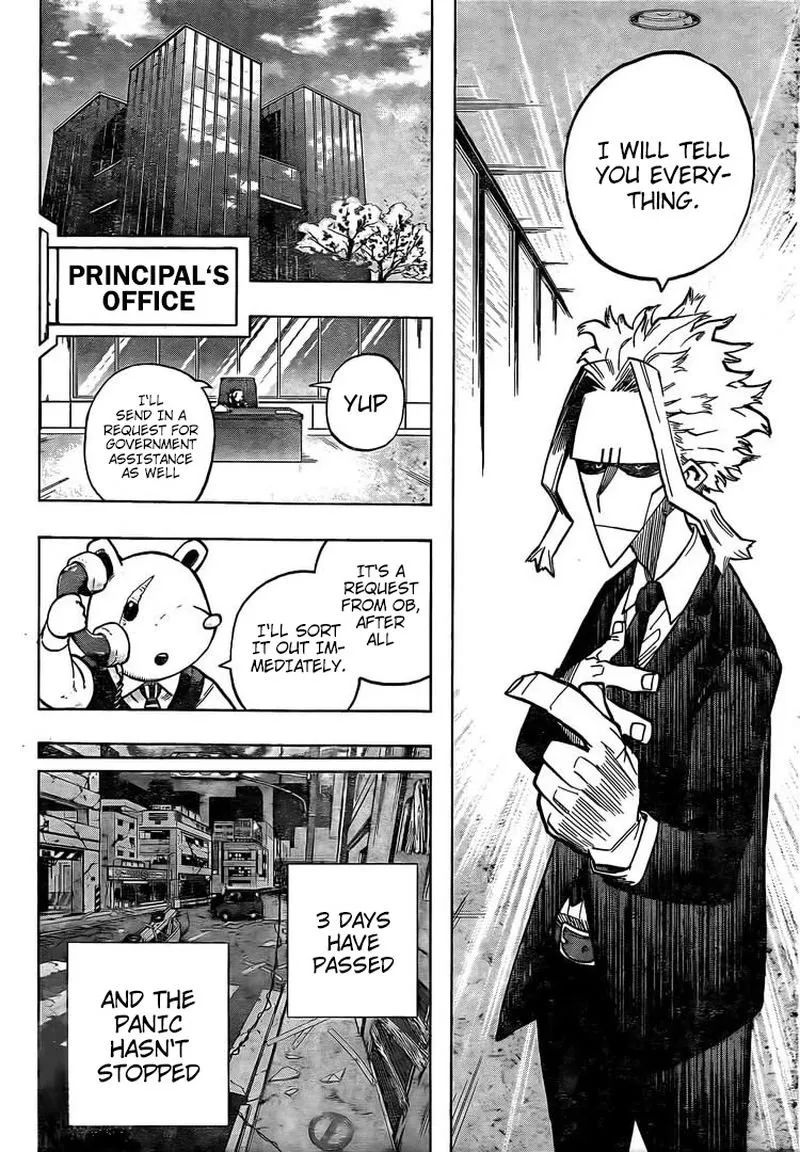 I WILL TELL
YOU EVERY-
THING.
PRINCIPAL'S
OFFICE
YUP
I'LL
SEND IN A
REQUEST FOR
GOVERNMENT
ASSISTANCE
AS WELL
IT'S A
REQUEST
FROM OB,
AFTER
ALL
I'LL SORT
IT OUT IM-
MEDIATELY.
3 DAYS
HAVE
PASSED
AND THE
PANIC
HASN'T
STOPPED